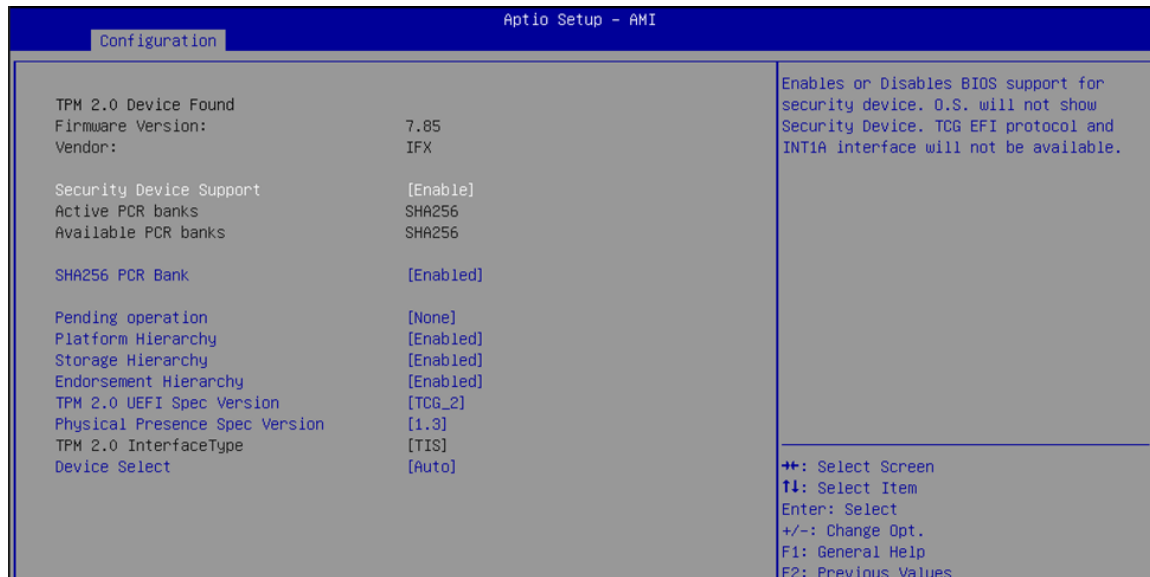 Aptio Setup - AMI
Configuration
TPM 2.0 Device Found
Firmware Version: 7.85
Vendor: IFX
Security Device Support [Enable]
Active PCR banks SHA256
Available PCR banks SHA256
SHA256 PCR Bank [Enabled]
Pending operation [None]
Platform Hierarchy [Enabled]
Storage Hierarchy [Enabled]
Endorsement Hierarchy [Enabled]
TPM 2.0 UEFI Spec Version [TCG_2]
Physical Presence Spec Version [1.3]
TPM 2.0 InterfaceType [TIS]
Device Select [Auto]
Enables or Disables BIOS support for
security device. O.S. will not show
Security Device. TCG EFI protocol and
INT1A interface will not be available.
→←: Select Screen
↑↓: Select Item
Enter: Select
+/-: Change Opt.
F1: General Help
F2: Previous Values